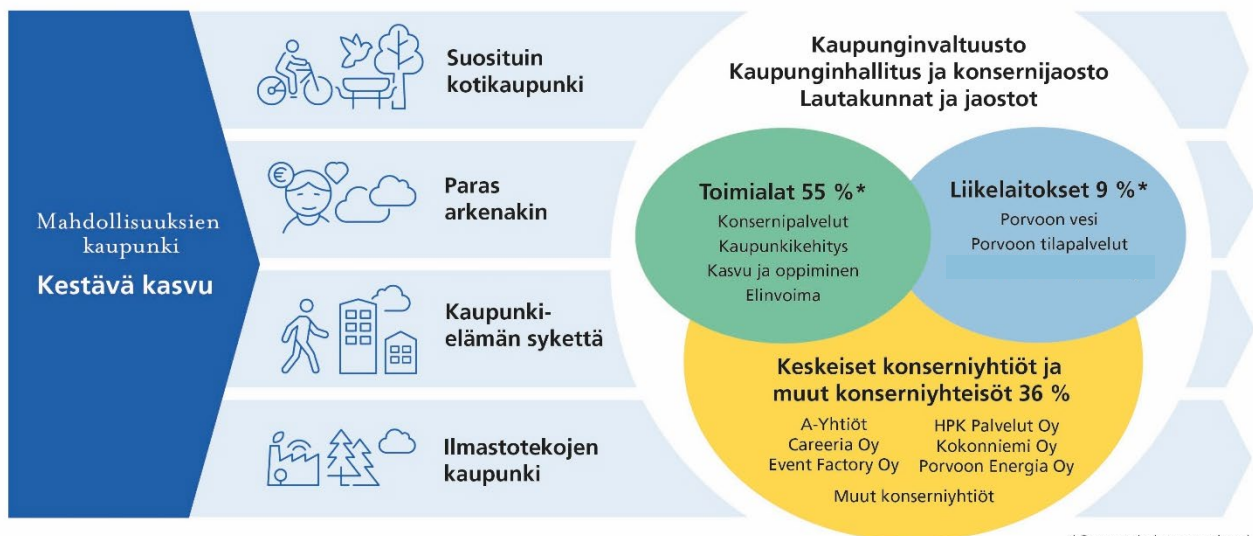 Mahdollisuuksien
kaupunki
Kestävä kasvu
Suosituin
kotikaupunki
Paras
arkenakin
Kaupunki-
elämän sykettä
Ilmastotekojen
kaupunki
Kaupunginvaltuusto
Kaupunginhallitus ja konsernijaosto
Lautakunnat ja jaostot
Toimialat 55 %*
Konsernipalvelut
Kaupunkikehitys
Kasvu ja oppiminen
Elinvoima
Liikelaitokset 9 %*
Porvoon vesi
Porvoon tilapalvelut
Keskeiset konserniyhtiöt ja
muut konserniyhteisöt 36 %
A-Yhtiöt
Careeria Oy
Event Factory Oy
HPK Palvelut Oy
Kokonniemi Oy
Porvoon Energia Oy
Muut konserniyhtiöt